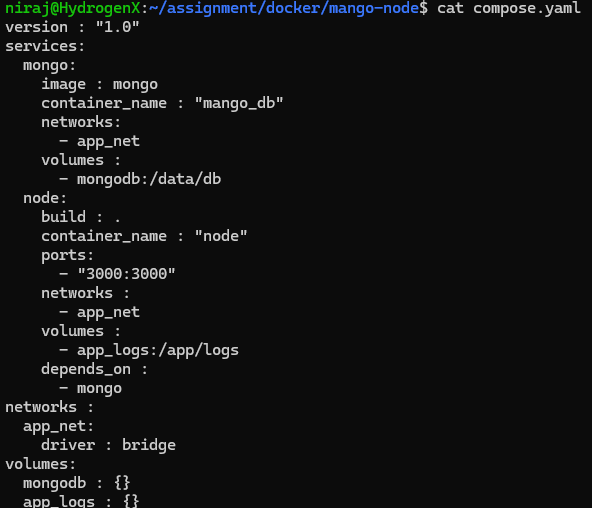 niraj@HydrogenX:~/assignment/docker/mango-node$ cat compose.yaml
version : "1.0"
services:
  mongo:
    image : mongo
    container_name : "mango_db"
    networks:
      - app_net
    volumes :
      - mongodb:/data/db
  node:
    build : .
    container_name : "node"
    ports:
      - "3000:3000"
    networks :
      - app_net
    volumes :
      - app_logs:/app/logs
    depends_on :
      - mongo
networks :
  app_net:
    driver : bridge
volumes:
  mongodb : {}
  app_logs : {}